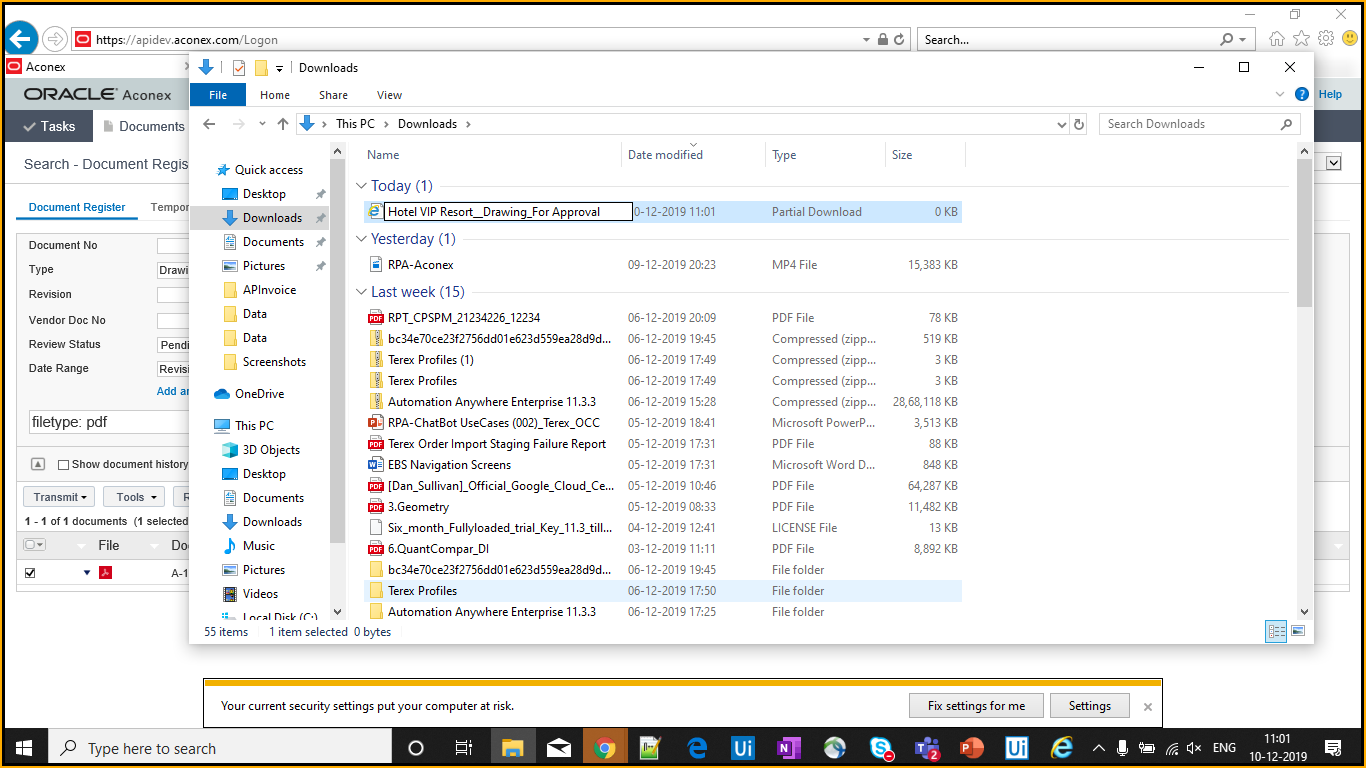 https://apidev.aconex.com/Logon
Search...
Aconex
Downloads
File Home Share View
ORACLE Aconex
Help
Tasks
Documents
This PC > Downloads >
Search Downloads
Search - Document Regis
Name Date modified Type Size
Document Register
Tempor
Document No
Type
Drawi
Revision
Vendor Doc No
Review Status
Pendi
Date Range
Revis
Add ar
filetype: pdf
Show document history
Transmit
Tools
R
1 - 1 of 1 documents (1 selected
File
Doc
A-1
Quick access
Desktop
Downloads
Documents
Pictures
APInvoice
Data
Data
Screenshots
OneDrive
This PC
3D Objects
Desktop
Documents
Downloads
Music
Pictures
Videos
Local Disk (C:)
Today (1)
Hotel VIP Resort__Drawing_For Approval 0-12-2019 11:01 Partial Download 0 KB
Yesterday (1)
RPA-Aconex 09-12-2019 20:23 MP4 File 15,383 KB
Last week (15)
RPT_CPSPM_21234226_12234 06-12-2019 20:09 PDF File 78 KB
bc34e70ce23f2756dd01e623d559ea28d9d... 06-12-2019 19:45 Compressed (zipp... 519 KB
Terex Profiles (1) 06-12-2019 17:49 Compressed (zipp... 3 KB
Terex Profiles 06-12-2019 17:49 Compressed (zipp... 3 KB
Automation Anywhere Enterprise 11.3.3 06-12-2019 15:28 Compressed (zipp... 28,68,118 KB
RPA-ChatBot UseCases (002)_Terex_OCC 05-12-2019 18:41 Microsoft PowerP... 3,513 KB
Terex Order Import Staging Failure Report 05-12-2019 17:31 PDF File 88 KB
EBS Navigation Screens 05-12-2019 17:31 Microsoft Word D... 848 KB
[Dan_Sullivan]_Official_Google_Cloud_Ce... 05-12-2019 10:46 PDF File 64,287 KB
3.Geometry 05-12-2019 08:33 PDF File 11,482 KB
Six_month_Fullyloaded_trial_Key_11.3_till... 04-12-2019 12:41 LICENSE File 13 KB
6.QuantCompar_DI 03-12-2019 11:11 PDF File 8,892 KB
bc34e70ce23f2756dd01e623d559ea28d9d... 06-12-2019 19:45 File folder
Terex Profiles 06-12-2019 17:50 File folder
Automation Anywhere Enterprise 11.3.3 06-12-2019 17:25 File folder
55 items 1 item selected 0 bytes
Your current security settings put your computer at risk.
Fix settings for me
Settings
Type here to search
ENG
11:01
10-12-2019